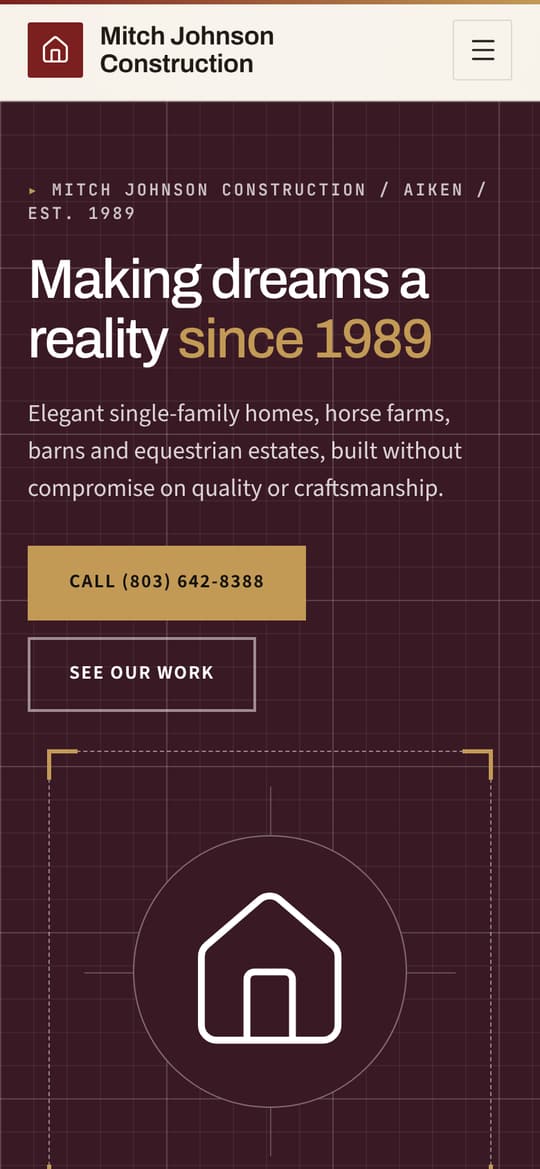 Mitch Johnson
Construction
▸ MITCH JOHNSON CONSTRUCTION / AIKEN /
EST. 1989
Making dreams a
reality since 1989
Elegant single-family homes, horse farms,
barns and equestrian estates, built without
compromise on quality or craftsmanship.
CALL (803) 642-8388
SEE OUR WORK